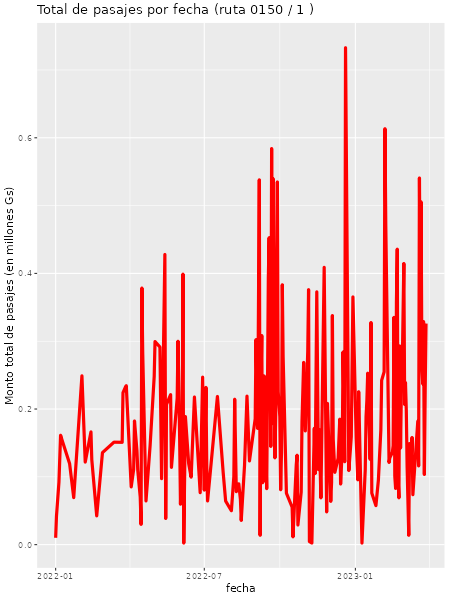 Total de pasajes por fecha (ruta 0150 / 1 )
Monto total de pasajes (en millones Gs)
0.6
0.4
0.2
0.0
2022-01
2022-07
2023-01
fecha